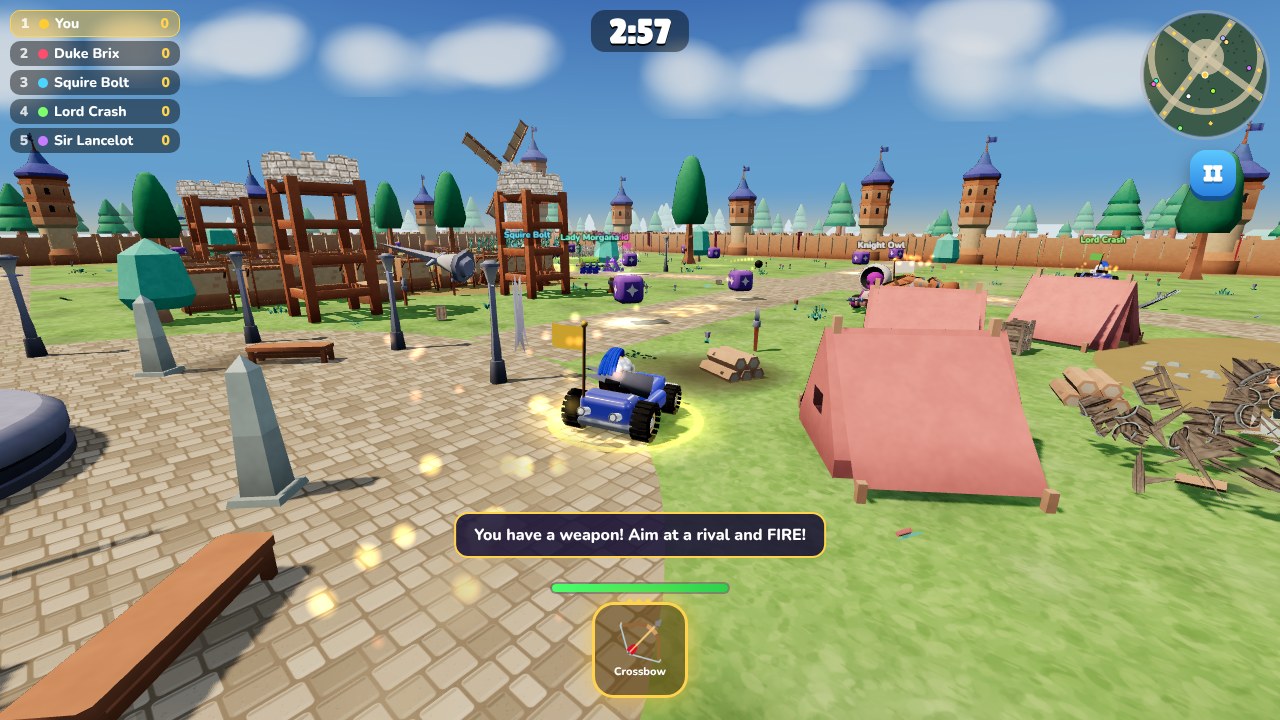 1 You 0
2 Duke Brix 0
3 Squire Bolt 0
4 Lord Crash 0
5 Sir Lancelot 0
2:57
Squire Bolt
Lady Morgana
Knight Owl
Lord Crash
You have a weapon! Aim at a rival and FIRE!
Crossbow